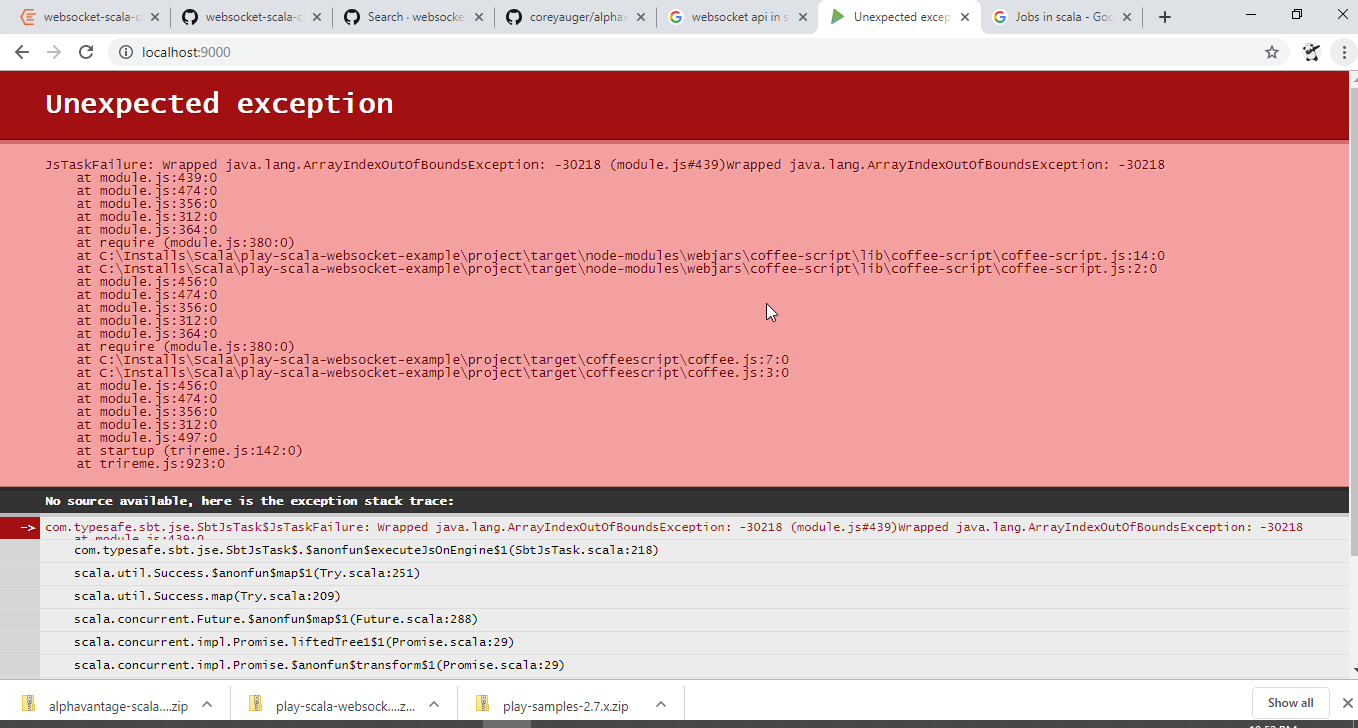 websocket-scala-c
websocket-scala-c
Search · websocke
coreyauger/alphav
websocket api in s
Unexpected excep
Jobs in scala - Goo
localhost:9000
Unexpected exception
JsTaskFailure: Wrapped java.lang.ArrayIndexOutOfBoundsException: -30218 (module.js#439)Wrapped java.lang.ArrayIndexOutOfBoundsException: -30218
at module.js:439:0
at module.js:474:0
at module.js:356:0
at module.js:312:0
at module.js:364:0
at require (module.js:380:0)
at C:\Installs\Scala\play-scala-websocket-example\project\target\node-modules\webjars\coffee-script\lib\coffee-script\coffee-script.js:14:0
at C:\Installs\Scala\play-scala-websocket-example\project\target\node-modules\webjars\coffee-script\lib\coffee-script\coffee-script.js:2:0
at module.js:456:0
at module.js:474:0
at module.js:356:0
at module.js:312:0
at module.js:364:0
at require (module.js:380:0)
at C:\Installs\Scala\play-scala-websocket-example\project\target\coffeescript\coffee.js:7:0
at C:\Installs\Scala\play-scala-websocket-example\project\target\coffeescript\coffee.js:3:0
at module.js:456:0
at module.js:474:0
at module.js:356:0
at module.js:312:0
at module.js:497:0
at startup (trireme.js:142:0)
at trireme.js:923:0
No source available, here is the exception stack trace:
-> com.typesafe.sbt.jse.SbtJsTask$JsTaskFailure: Wrapped java.lang.ArrayIndexOutOfBoundsException: -30218 (module.js#439)Wrapped java.lang.ArrayIndexOutOfBoundsException: -30218
at module.js:439:0
com.typesafe.sbt.jse.SbtJsTask$.$anonfun$executeJsOnEngine$1(SbtJsTask.scala:218)
scala.util.Success.$anonfun$map$1(Try.scala:251)
scala.util.Success.map(Try.scala:209)
scala.concurrent.Future.$anonfun$map$1(Future.scala:288)
scala.concurrent.impl.Promise.liftedTree1$1(Promise.scala:29)
scala.concurrent.impl.Promise.$anonfun$transform$1(Promise.scala:29)
alphavantage-scala....zip
play-scala-websock....z...
play-samples-2.7.x.zip
Show all